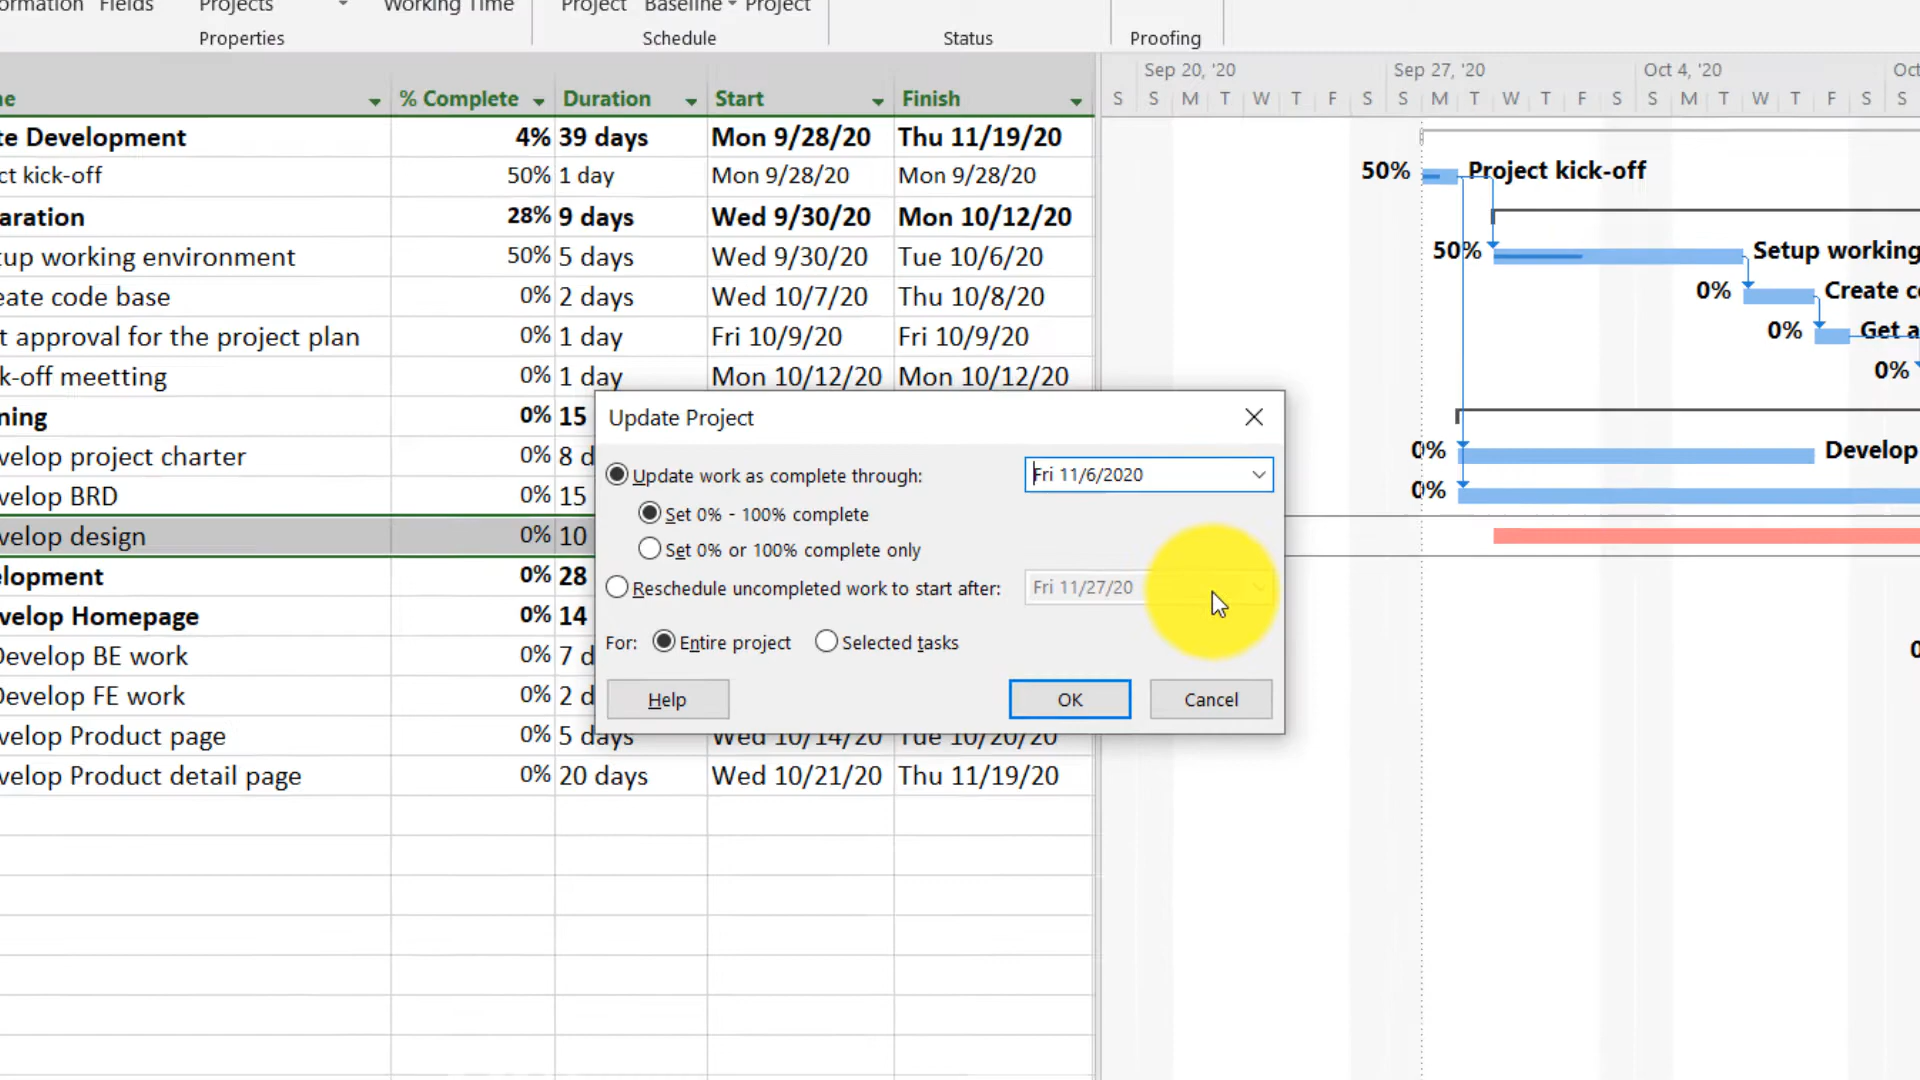 ormation Fields Projects Working Time Project Baseline Project
Properties Schedule Status Proofing
Sep 20, '20 Sep 27, '20 Oct 4, '20 Oct
e % Complete Duration Start Finish S S M T W T F S S M T W T F S S M T W T F S S
te Development 4% 39 days Mon 9/28/20 Thu 11/19/20
ct kick-off 50% 1 day Mon 9/28/20 Mon 9/28/20 50% Project kick-off
aration 28% 9 days Wed 9/30/20 Mon 10/12/20
up working environment 50% 5 days Wed 9/30/20 Tue 10/6/20 50% Setup working
eate code base 0% 2 days Wed 10/7/20 Thu 10/8/20 0% Create c
t approval for the project plan 0% 1 day Fri 10/9/20 Fri 10/9/20 0% Get a
k-off meetting 0% 1 day Mon 10/12/20 Mon 10/12/20 0%
ning 0% 15
velop project charter 0% 8 d 0% Develop
velop BRD 0% 15 0%
velop design 0% 10
elopment 0% 28
velop Homepage 0% 14
Develop BE work 0% 7 d 0
Develop FE work 0% 2 d
velop Product page 0% 5 days Wed 10/14/20 Tue 10/20/20
velop Product detail page 0% 20 days Wed 10/21/20 Thu 11/19/20
Update Project
Update work as complete through: Fri 11/6/2020
Set 0% - 100% complete
Set 0% or 100% complete only
Reschedule uncompleted work to start after: Fri 11/27/20
For: Entire project Selected tasks
Help OK Cancel